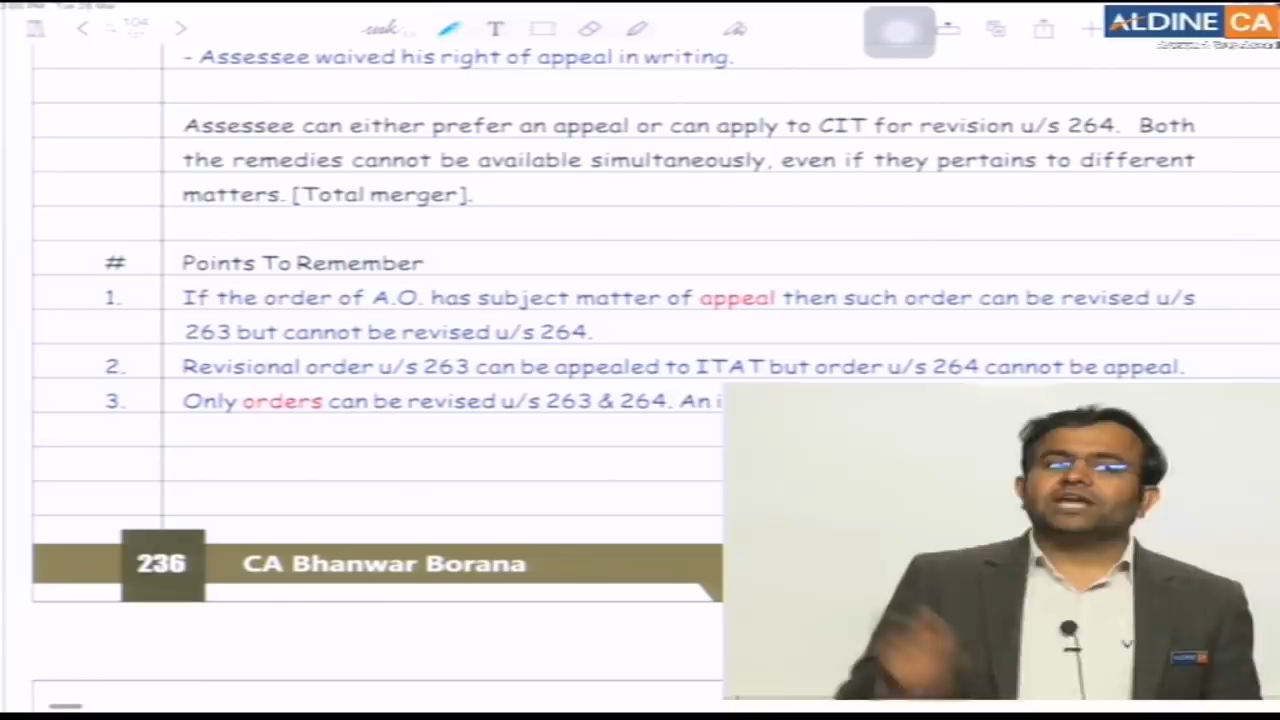 ALDINE CA
- Assessee waived his right of appeal in writing.
Assessee can either prefer an appeal or can apply to CIT for revision u/s 264. Both
the remedies cannot be available simultaneously, even if they pertains to different
matters. [Total merger].
# Points To Remember
1. If the order of A.O. has subject matter of appeal then such order can be revised u/s
263 but cannot be revised u/s 264.
2. Revisional order u/s 263 can be appealed to ITAT but order u/s 264 cannot be appeal.
3. Only orders can be revised u/s 263 & 264. An i
236 CA Bhanwar Borana
ALDINE CA